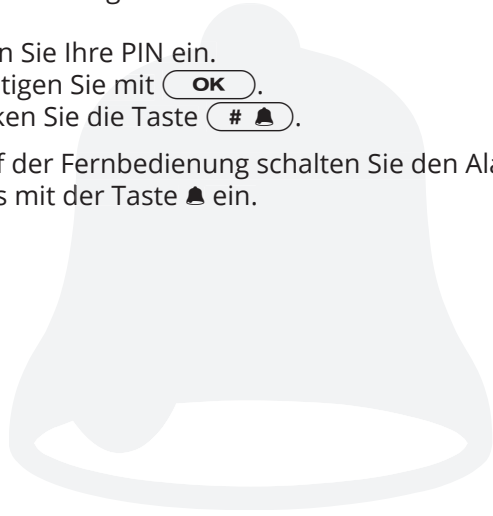 n Sie Ihre PIN ein.
tigen Sie mit OK.
ken Sie die Taste # 🔔.
f der Fernbedienung schalten Sie den Ala
s mit der Taste 🔔 ein.